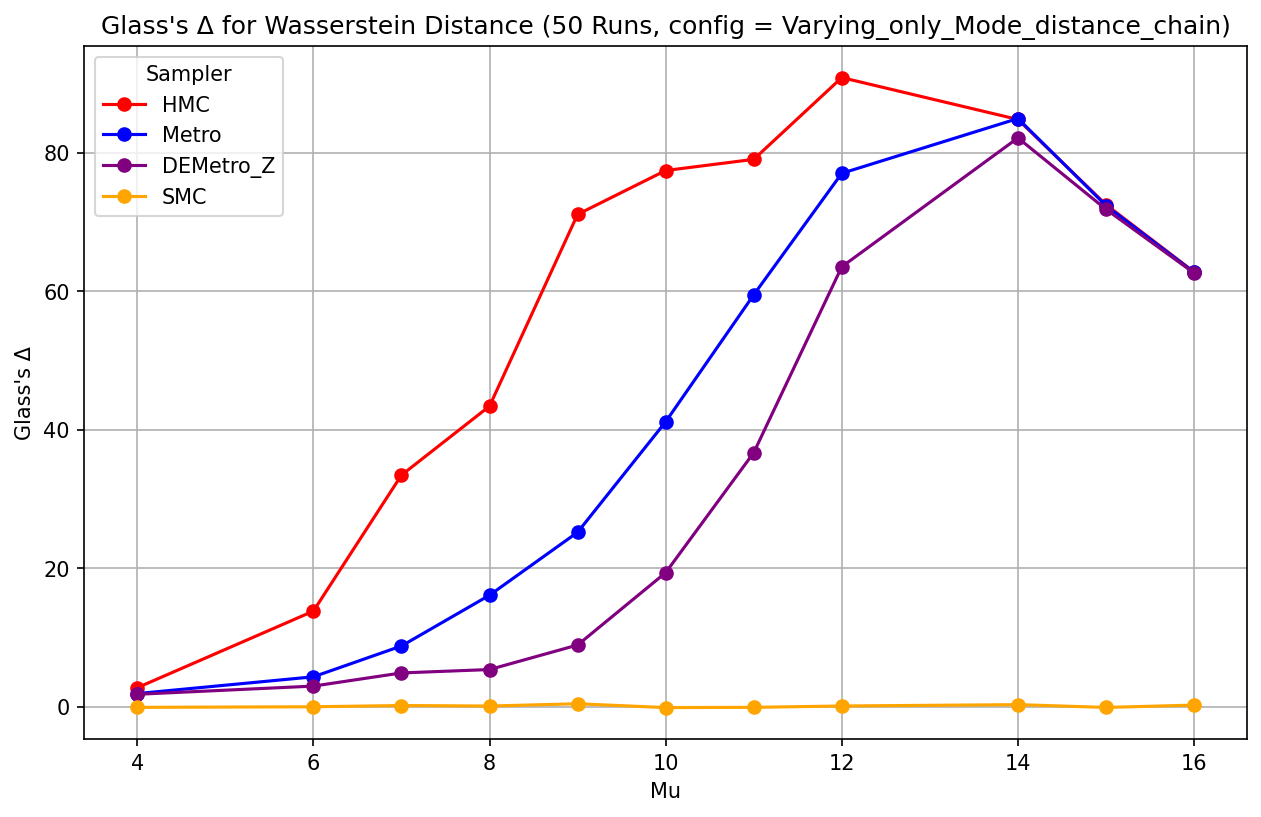 Glass's Δ for Wasserstein Distance (50 Runs, config = Varying_only_Mode_distance_chain)
Sampler
HMC
Metro
DEMetro_Z
SMC
Glass's Δ
80
60
40
20
0
4 6 8 10 12 14 16
Mu